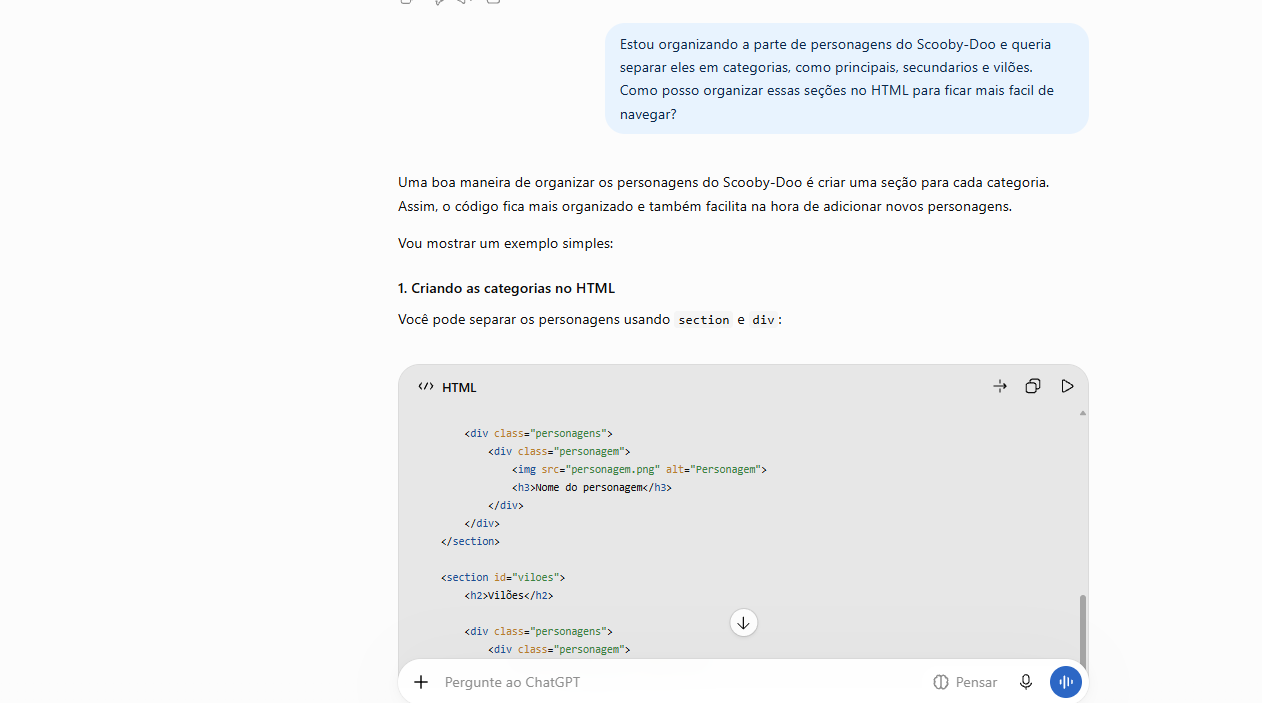 Estou organizando a parte de personagens do Scooby-Doo e queria
separar eles em categorias, como principais, secundarios e vilões.
Como posso organizar essas seções no HTML para ficar mais facil de
navegar?
Uma boa maneira de organizar os personagens do Scooby-Doo é criar uma seção para cada categoria.
Assim, o código fica mais organizado e também facilita na hora de adicionar novos personagens.
Vou mostrar um exemplo simples:
1. Criando as categorias no HTML
Você pode separar os personagens usando section e div:
</> HTML
<div class="personagens">
<div class="personagem">
<img src="personagem.png" alt="Personagem">
<h3>Nome do personagem</h3>
</div>
</div>
</section>
<section id="viloes">
<h2>Vilões</h2>
<div class="personagens">
<div class="personagem">
Pergunte ao ChatGPT
Pensar